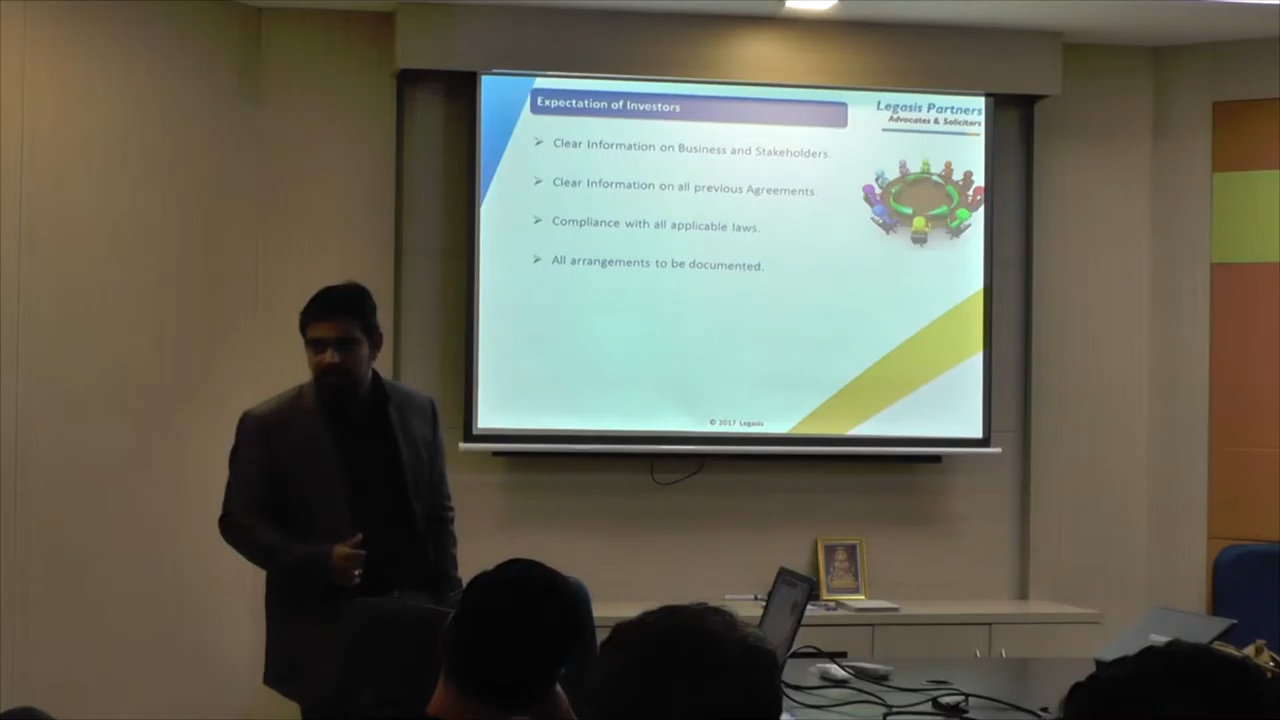 Expectation of Investors
Legasis Partners
Advocates & Solicitors
Clear Information on Business and Stakeholders.
Clear Information on all previous Agreements.
Compliance with all applicable laws.
All arrangements to be documented.
© 2017 Legasis